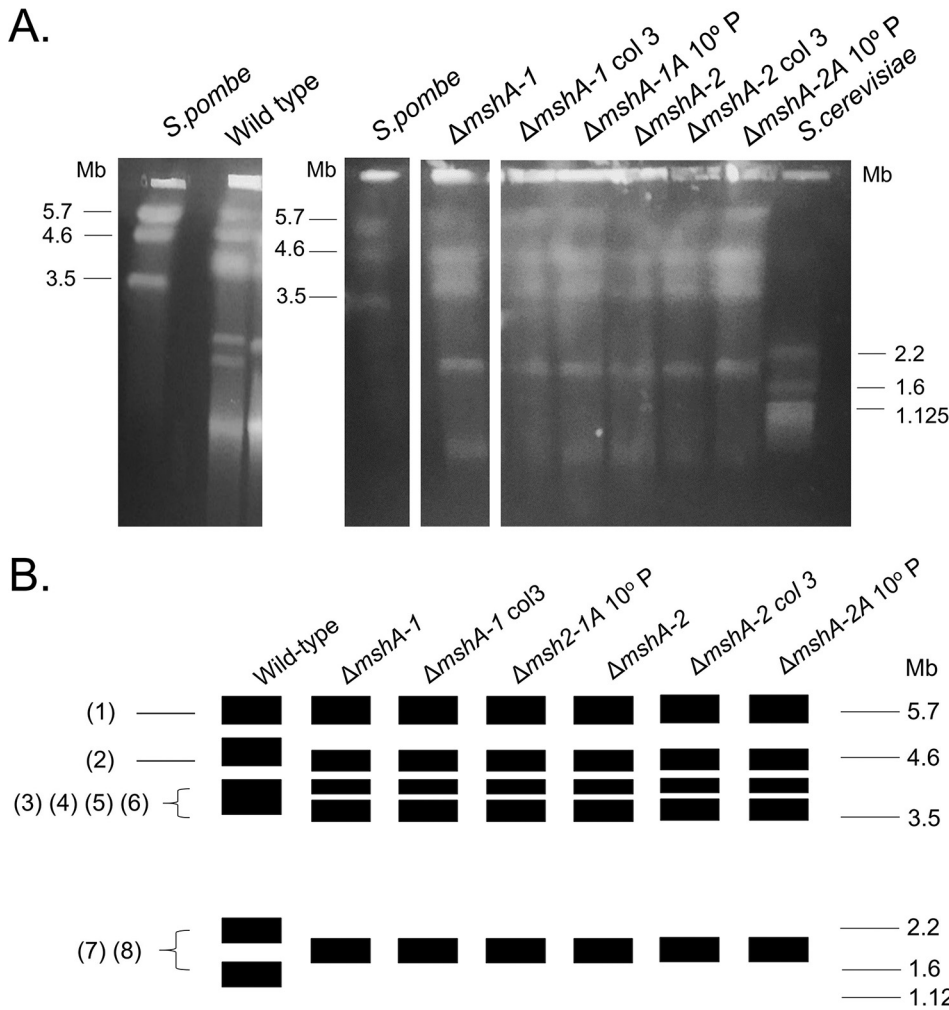 A.
S.pombe
Wild type
S.pombe
ΔmshA-1
ΔmshA-1 col 3
ΔmshA-1A 10º P
ΔmshA-2
ΔmshA-2 col 3
ΔmshA-2A 10º P
S.cerevisiae
Mb
5.7
4.6
3.5
Mb
5.7
4.6
3.5
Mb
2.2
1.6
1.125
B.
Wild-type
ΔmshA-1
ΔmshA-1 col3
Δmsh2-1A 10º P
ΔmshA-2
ΔmshA-2 col 3
ΔmshA-2A 10º P
Mb
(1)
5.7
(2)
4.6
(3) (4) (5) (6)
3.5
(7) (8)
2.2
1.6
1.12